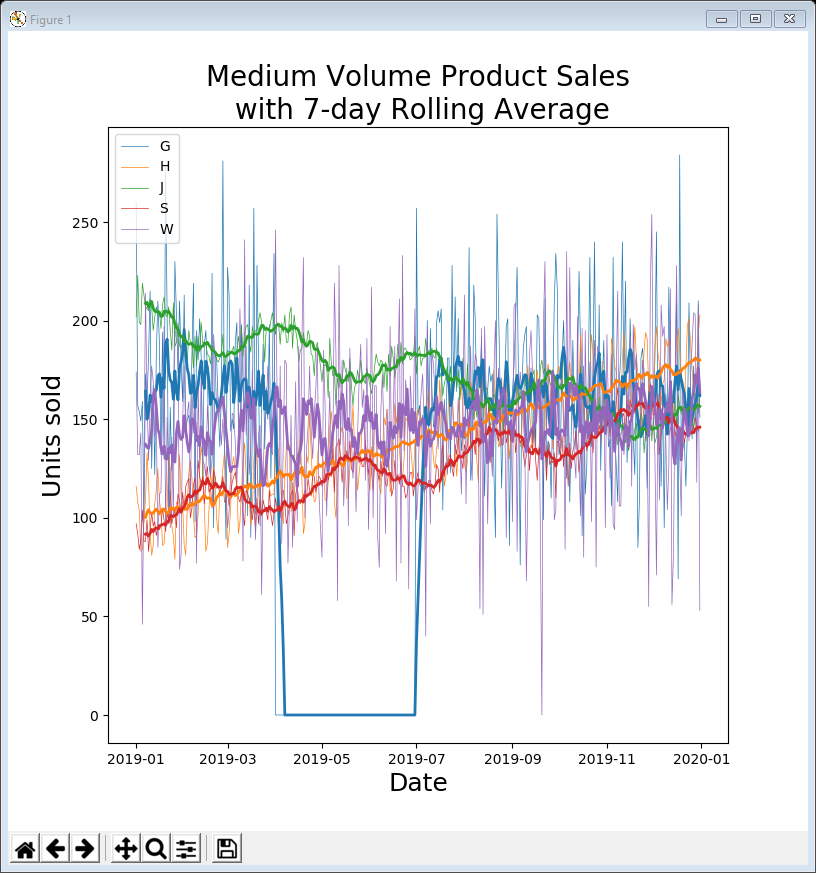 Figure 1
Medium Volume Product Sales
with 7-day Rolling Average
G
H
J
S
W
250
200
150
100
50
0
Units sold
2019-01 2019-03 2019-05 2019-07 2019-09 2019-11 2020-01
Date